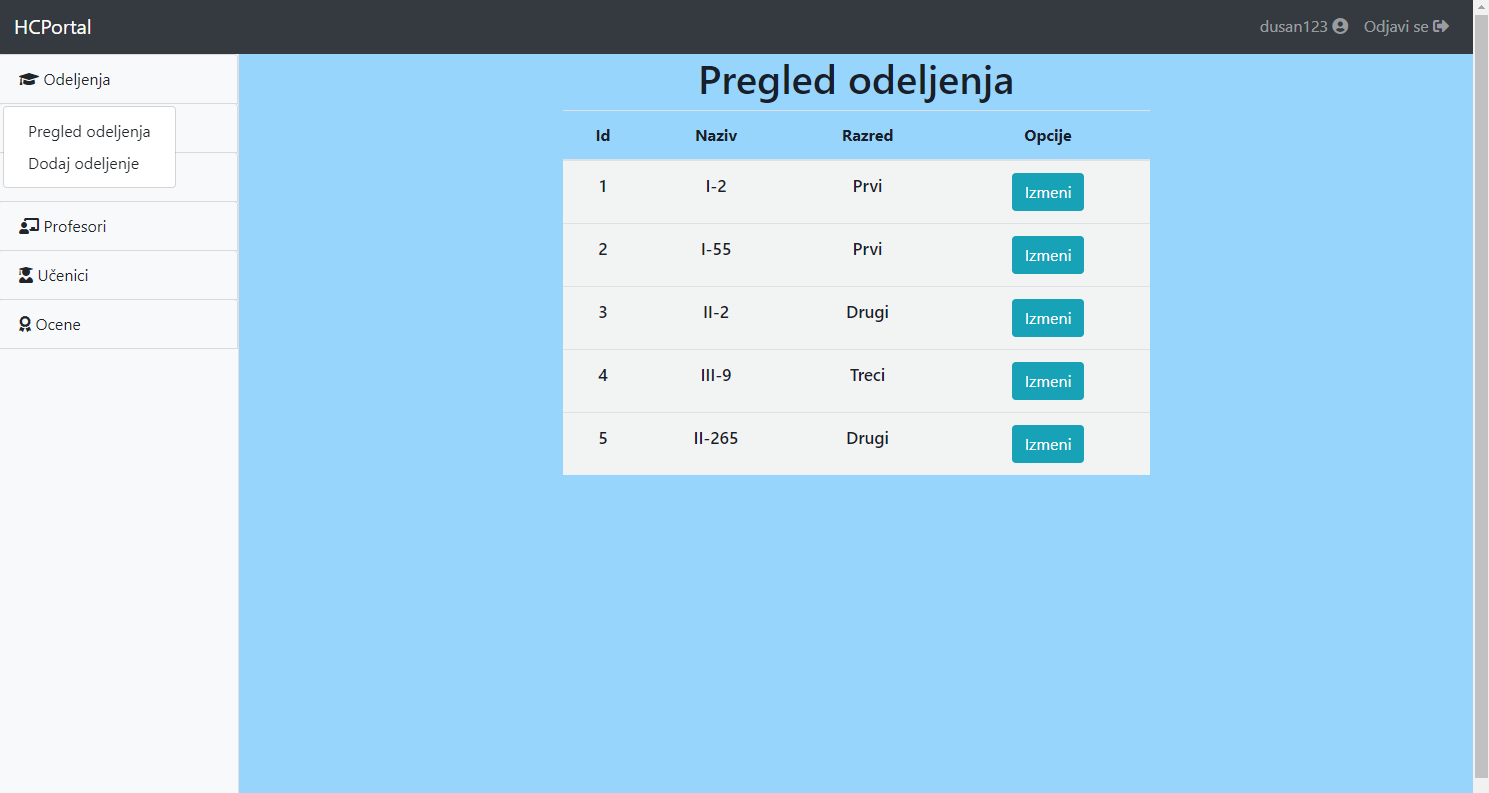 HCPortal
dusan123 Odjavi se
Odeljenja
Pregled odeljenja
Dodaj odeljenje
Profesori
Učenici
Ocene
Pregled odeljenja
Id Naziv Razred Opcije
1 I-2 Prvi Izmeni
2 I-55 Prvi Izmeni
3 II-2 Drugi Izmeni
4 III-9 Treci Izmeni
5 II-265 Drugi Izmeni